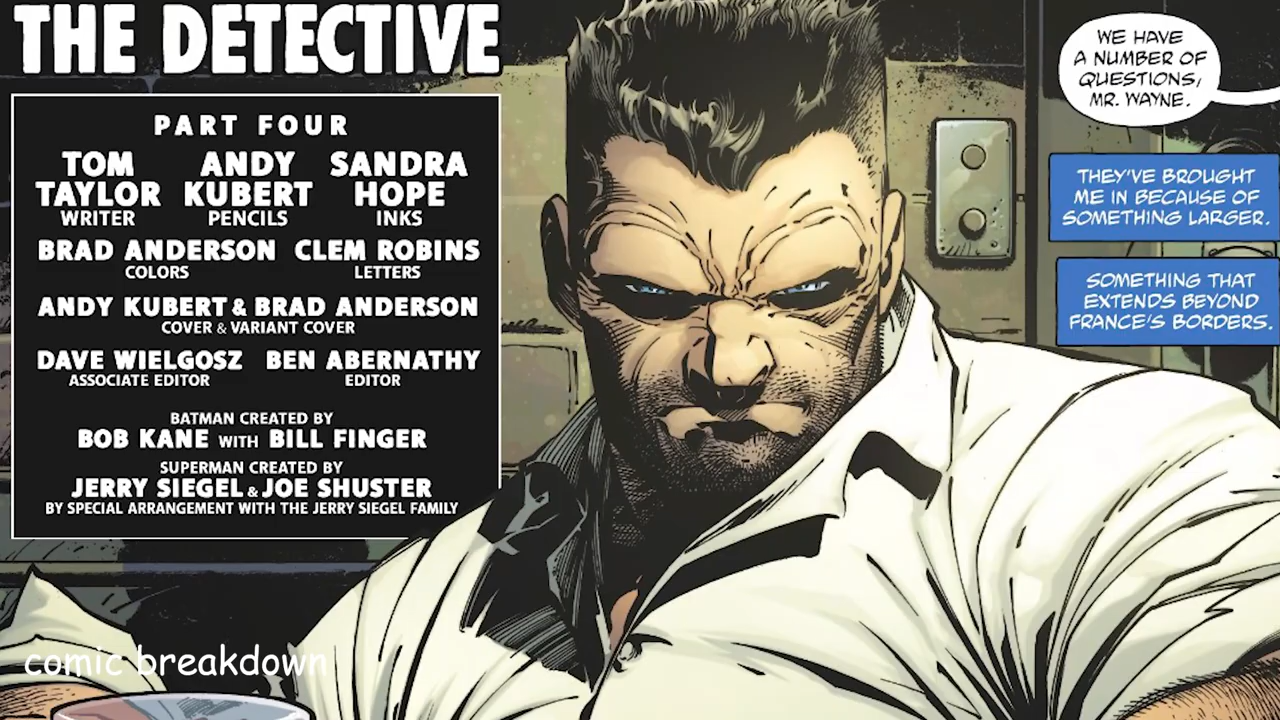 THE DETECTIVE
PART FOUR
TOM ANDY SANDRA
TAYLOR KUBERT HOPE
WRITER PENCILS INKS
BRAD ANDERSON CLEM ROBINS
COLORS LETTERS
ANDY KUBERT & BRAD ANDERSON
COVER & VARIANT COVER
DAVE WIELGOSZ BEN ABERNATHY
ASSOCIATE EDITOR EDITOR
BATMAN CREATED BY
BOB KANE WITH BILL FINGER
SUPERMAN CREATED BY
JERRY SIEGEL & JOE SHUSTER
BY SPECIAL ARRANGEMENT WITH THE JERRY SIEGEL FAMILY
WE HAVE
A NUMBER OF
QUESTIONS,
MR. WAYNE.
THEY'VE BROUGHT
ME IN BECAUSE OF
SOMETHING LARGER.
SOMETHING THAT
EXTENDS BEYOND
FRANCE'S BORDERS.
comic breakdown